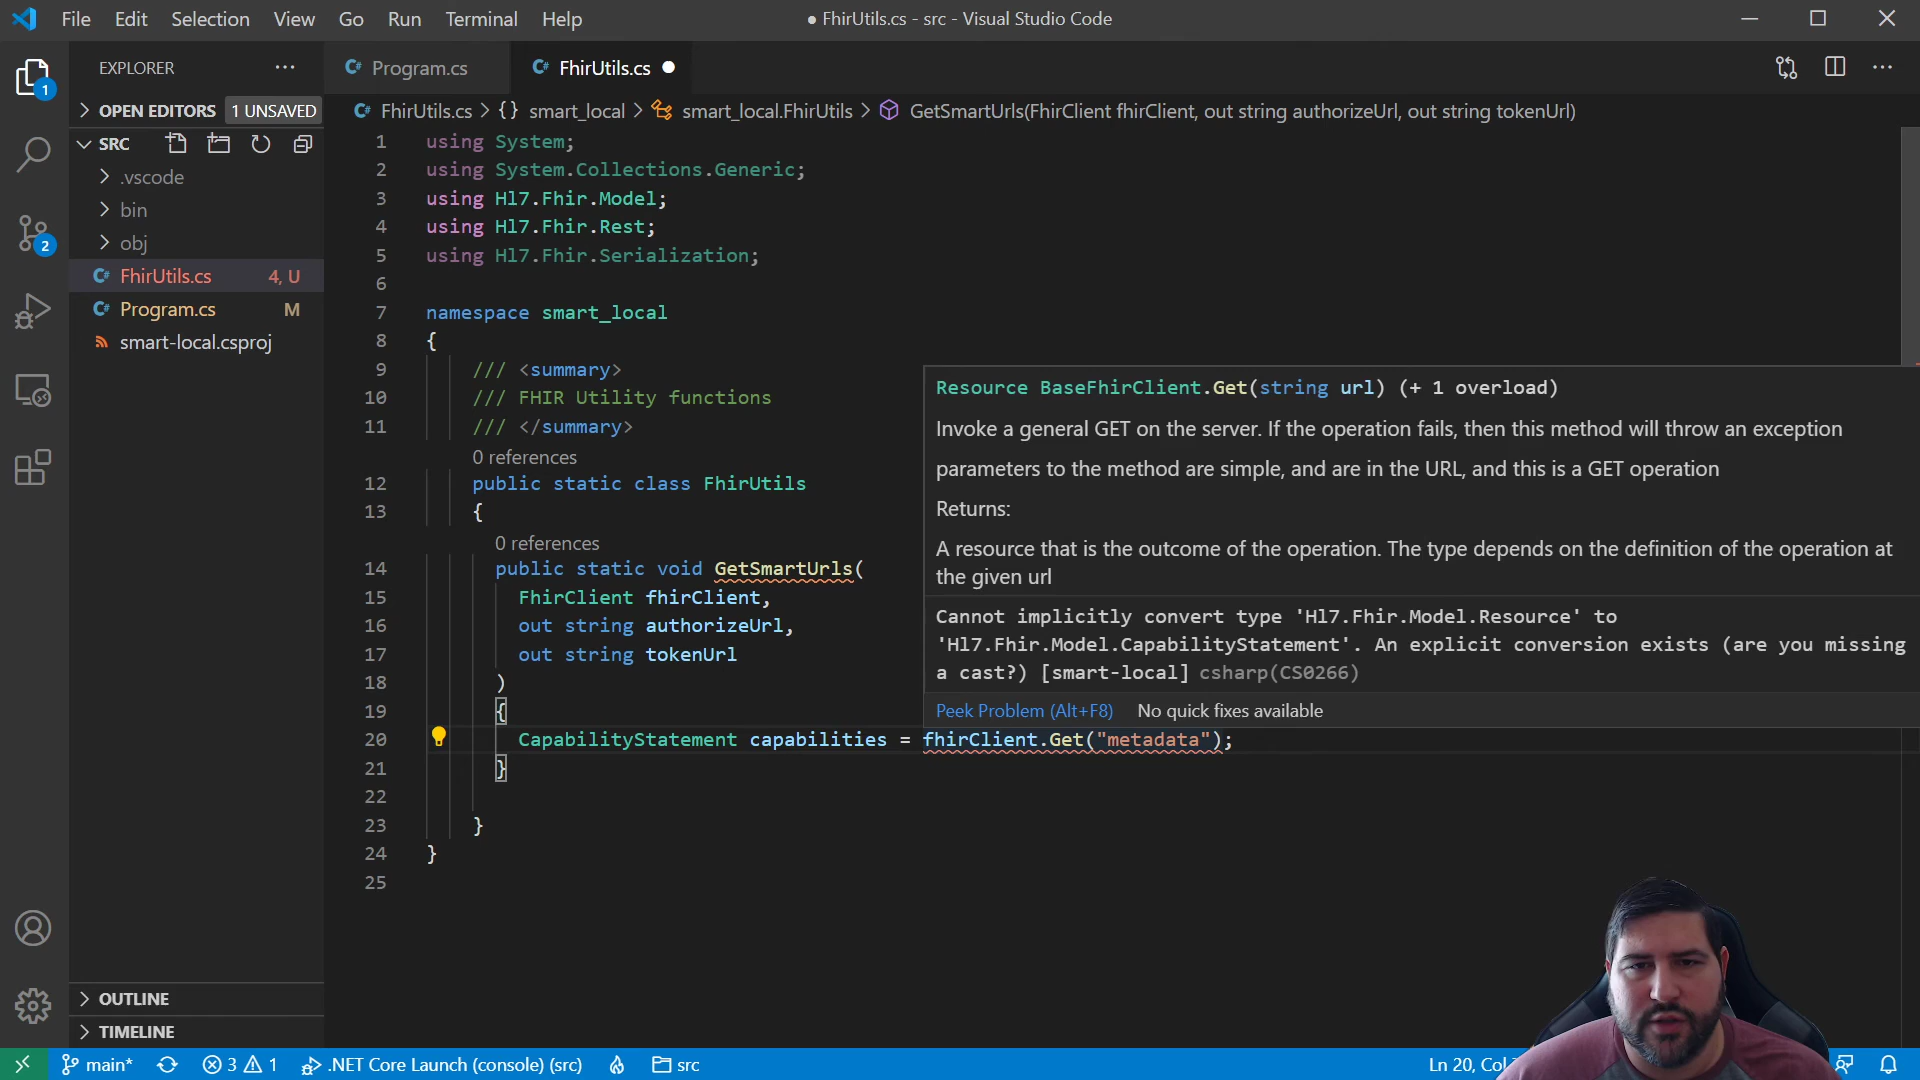 File Edit Selection View Go Run Terminal Help
● FhirUtils.cs - src - Visual Studio Code
EXPLORER
Program.cs
FhirUtils.cs
1
OPEN EDITORS 1 UNSAVED
FhirUtils.cs > {} smart_local > smart_local.FhirUtils > GetSmartUrls(FhirClient fhirClient, out string authorizeUrl, out string tokenUrl)
SRC
.vscode
bin
obj
2
FhirUtils.cs 4, U
Program.cs M
smart-local.csproj
1 using System;
2 using System.Collections.Generic;
3 using Hl7.Fhir.Model;
4 using Hl7.Fhir.Rest;
5 using Hl7.Fhir.Serialization;
6
7 namespace smart_local
8 {
9 /// <summary>
10 /// FHIR Utility functions
11 /// </summary>
0 references
12 public static class FhirUtils
13 {
0 references
14 public static void GetSmartUrls(
15 FhirClient fhirClient,
16 out string authorizeUrl,
17 out string tokenUrl
18 )
19 {
20 CapabilityStatement capabilities = fhirClient.Get("metadata");
21 }
22
23 }
24 }
25
Resource BaseFhirClient.Get(string url) (+ 1 overload)
Invoke a general GET on the server. If the operation fails, then this method will throw an exception
parameters to the method are simple, and are in the URL, and this is a GET operation
Returns:
A resource that is the outcome of the operation. The type depends on the definition of the operation at
the given url
Cannot implicitly convert type 'Hl7.Fhir.Model.Resource' to
'Hl7.Fhir.Model.CapabilityStatement'. An explicit conversion exists (are you missing
a cast?) [smart-local] csharp(CS0266)
Peek Problem (Alt+F8) No quick fixes available
OUTLINE
TIMELINE
main* 3 1 .NET Core Launch (console) (src) src
Ln 20,